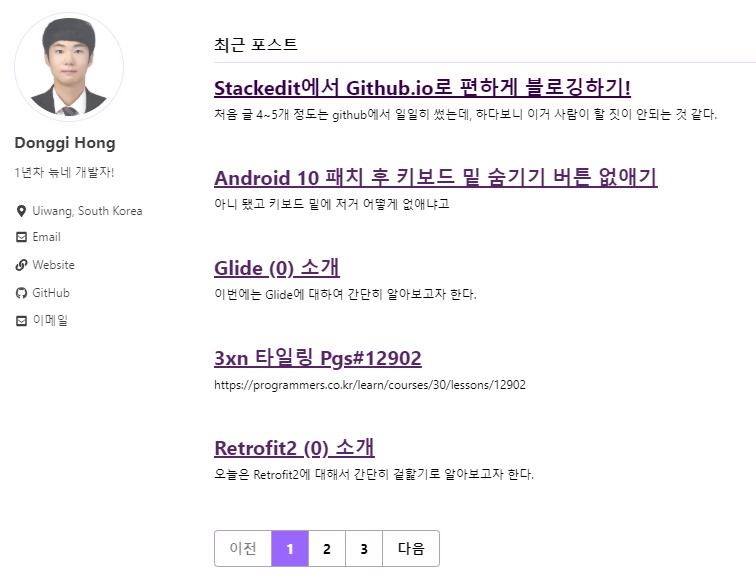 Donggi Hong
1년차 늒네 개발자!
Uiwang, South Korea
Email
Website
GitHub
이메일
최근 포스트
Stackedit에서 Github.io로 편하게 블로깅하기!
처음 글 4~5개 정도는 github에서 일일히 썼는데, 하다보니 이거 사람이 할 짓이 안되는 것 같다.
Android 10 패치 후 키보드 밑 숨기기 버튼 없애기
아니 됐고 키보드 밑에 저거 어떻게 없애냐고
Glide (0) 소개
이번에는 Glide에 대하여 간단히 알아보고자 한다.
3xn 타일링 Pgs#12902
https://programmers.co.kr/learn/courses/30/lessons/12902
Retrofit2 (0) 소개
오늘은 Retrofit2에 대해서 간단히 겉핥기로 알아보고자 한다.
이전 1 2 3 다음